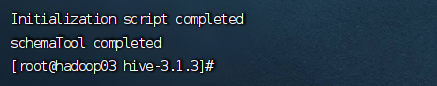 Initialization script completed
schemaTool completed
[root@hadoop03 hive-3.1.3]#